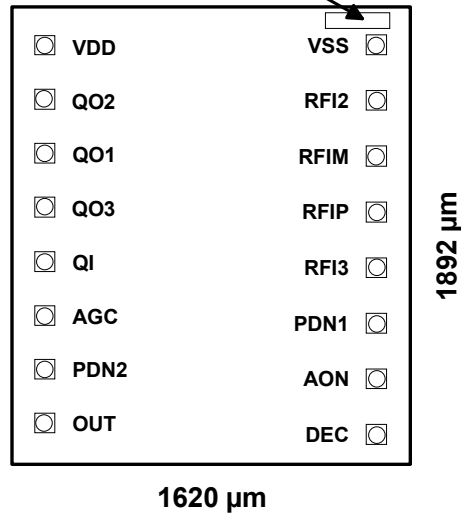 VDD VSS
QO2 RFI2
QO1 RFIM
QO3 RFIP
QI RFI3
AGC PDN1
PDN2 AON
OUT DEC
1892 µm
1620 µm